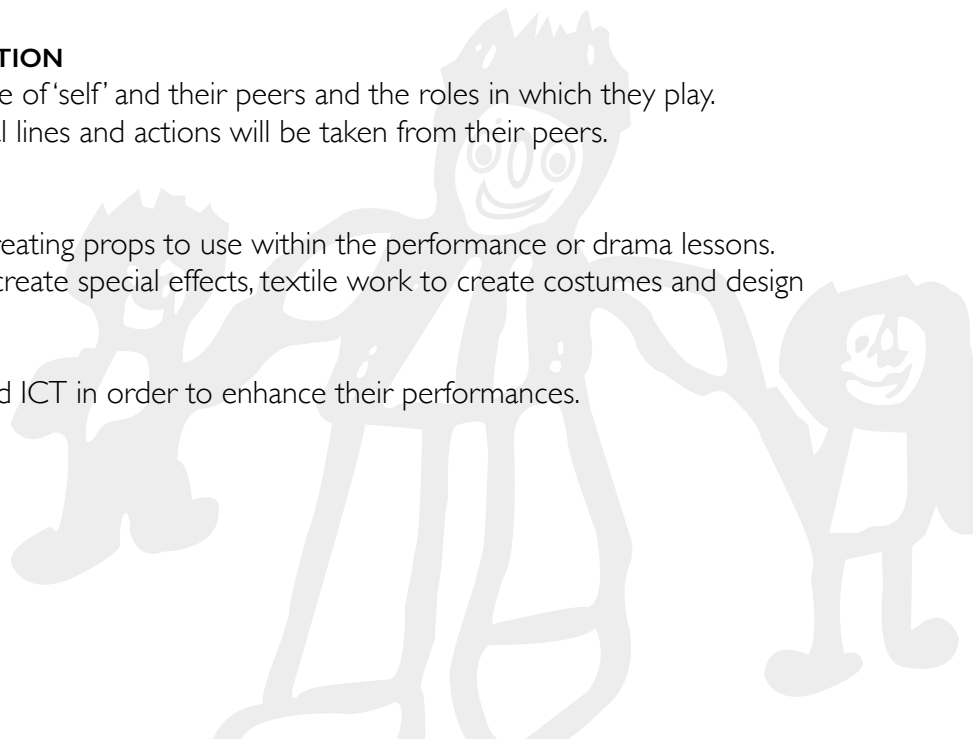 TION
e of ‘self’ and their peers and the roles in which they play.
l lines and actions will be taken from their peers.
reating props to use within the performance or drama lessons.
create special effects, textile work to create costumes and design
d ICT in order to enhance their performances.